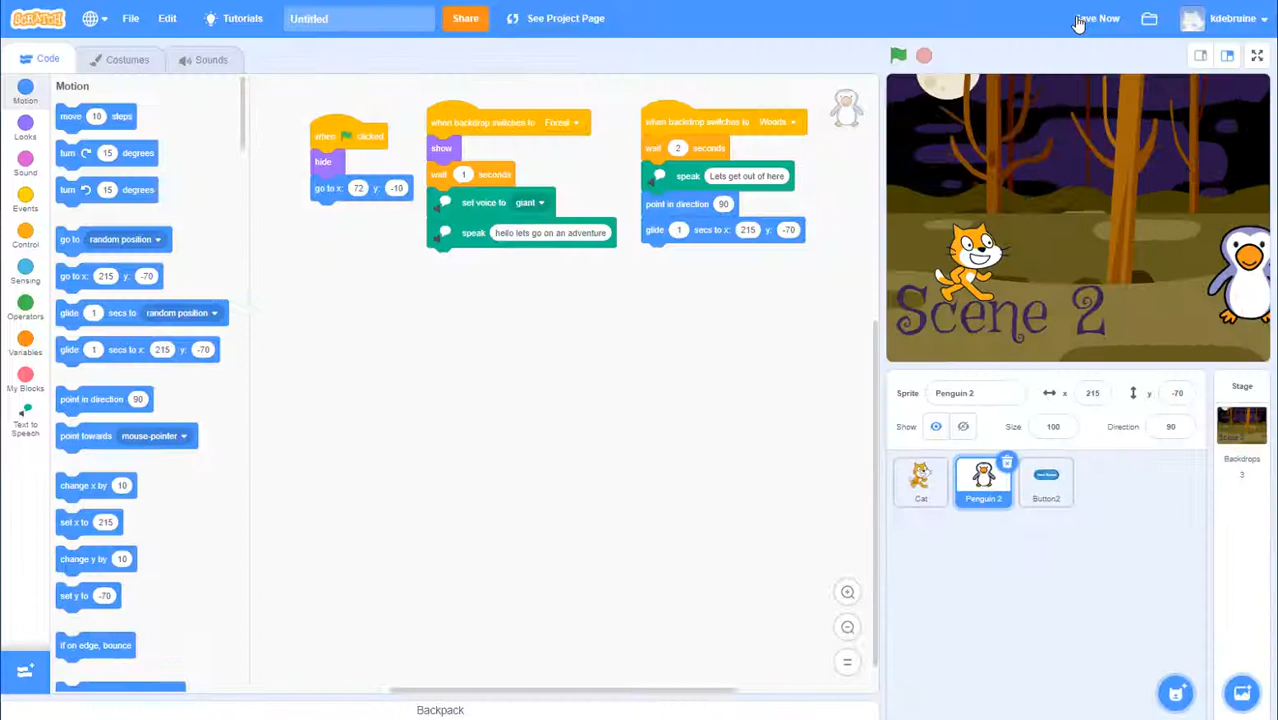 SCRATCH
File
Edit
Tutorials
Untitled
Share
See Project Page
Save Now
kdebruine
Code
Costumes
Sounds
Motion
Looks
Sound
Events
Control
Sensing
Operators
Variables
My Blocks
Text to
Speech
Motion
move 10 steps
turn 15 degrees
turn 15 degrees
go to random position
go to x: 215 y: -70
glide 1 secs to random position
glide 1 secs to x: 215 y: -70
point in direction 90
point towards mouse-pointer
change x by 10
set x to 215
change y by 10
set y to -70
if on edge, bounce
when clicked
hide
go to x: 72 y: -10
when backdrop switches to Forest
show
wait 1 seconds
set voice to giant
speak hello lets go on an adventure
when backdrop switches to Woods
wait 2 seconds
speak Lets get out of here
point in direction 90
glide 1 secs to x: 215 y: -70
Scene 2
Sprite Penguin 2 x 215 y -70
Show Size 100 Direction 90
Cat
Penguin 2
Button2
Stage
Backdrops
3
Backpack